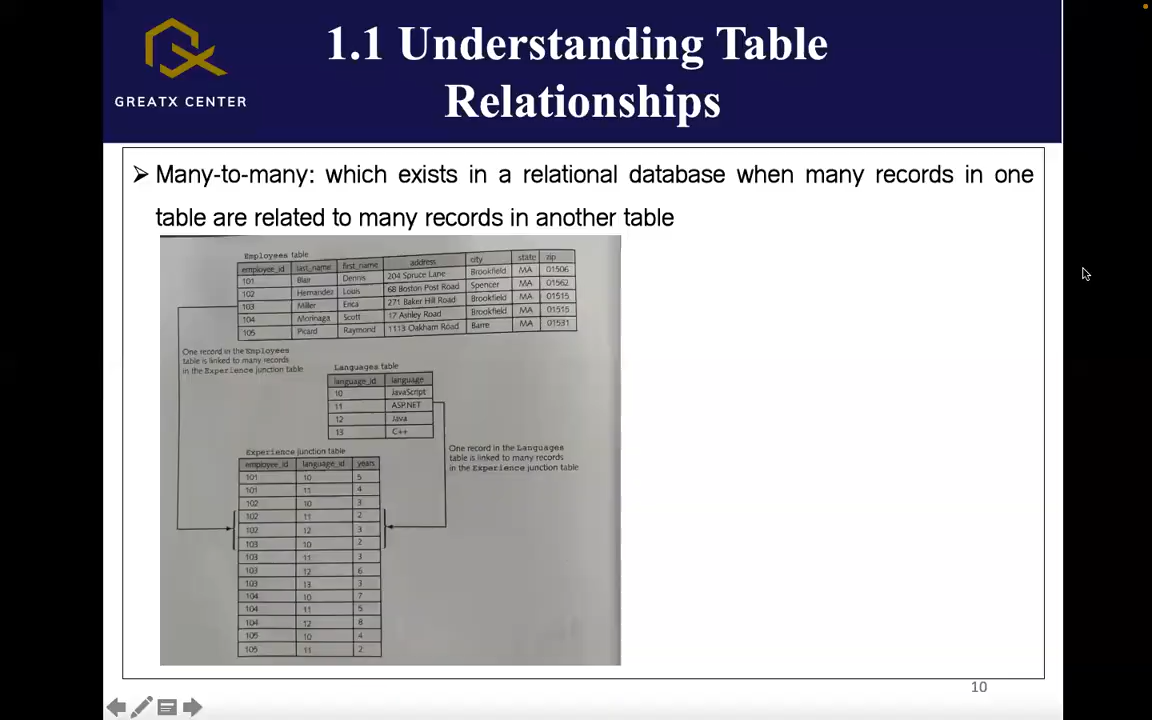 GREATX CENTER
1.1 Understanding Table
Relationships
➢ Many-to-many: which exists in a relational database when many records in one
table are related to many records in another table
Employees table
employee_id last_name first_name address city state zip
101 Blair Dennis 204 Spruce Lane Brookfield MA 01506
102 Hernandez Louis 68 Boston Post Road Spencer MA 01562
103 Miller Erica 271 Baker Hill Road Brookfield MA 01515
104 Morinaga Scott 17 Ashley Road Brookfield MA 01515
105 Picard Raymond 1113 Oakham Road Barre MA 01531
One record in the Employees
table is linked to many records
in the Experience junction table
Languages table
language_id language
10 JavaScript
11 ASP.NET
12 Java
13 C++
One record in the Languages
table is linked to many records
in the Experience junction table
Experience junction table
employee_id language_id years
101 10 5
101 11 4
102 10 3
102 11 2
102 12 3
103 10 2
103 11 3
103 12 6
103 13 3
104 10 7
104 11 5
104 12 8
105 10 4
105 11 2
10